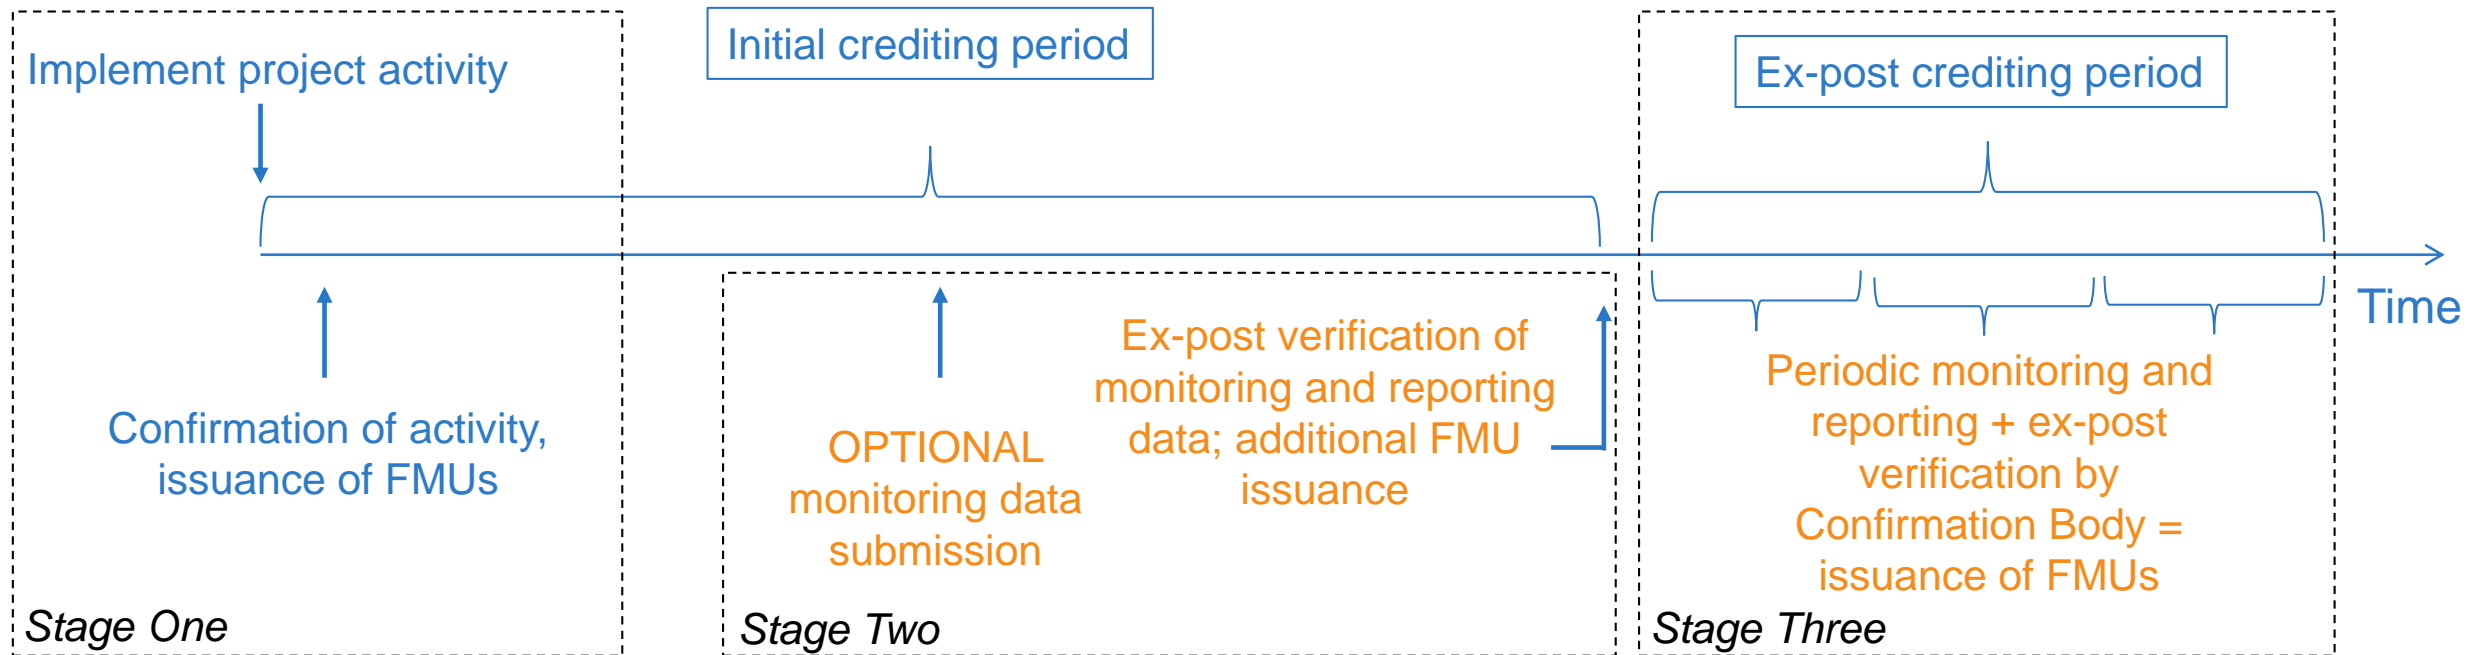 Implement project activity
Confirmation of activity,
issuance of FMUs
Stage One
Initial crediting period
OPTIONAL
monitoring data
submission
Ex-post verification of
monitoring and reporting
data; additional FMU
issuance
Stage Two
Ex-post crediting period
Periodic monitoring and
reporting + ex-post
verification by
Confirmation Body =
issuance of FMUs
Stage Three
Time